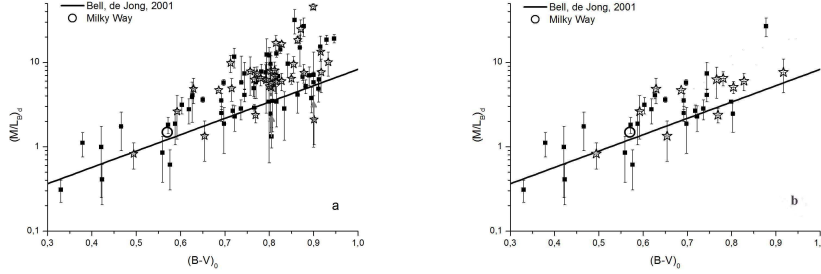 Bell, de Jong, 2001
Milky Way
(M/L_B)_d
10
1
0,1
0,3 0,4 0,5 0,6 0,7 0,8 0,9 1,0
(B-V)_0
a
Bell, de Jong, 2001
Milky Way
(M/L_B)_d
10
1
0,1
0,3 0,4 0,5 0,6 0,7 0,8 0,9 1,
(B-V)_0
b